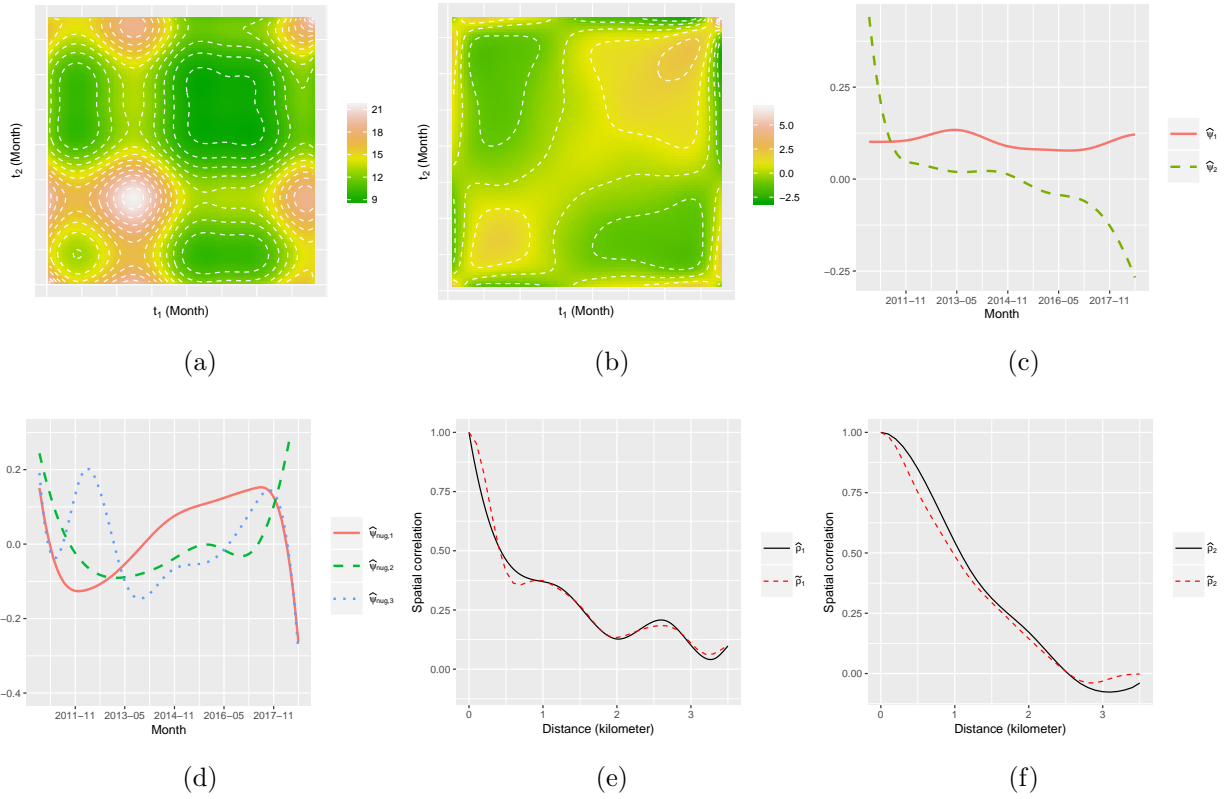 t₂ (Month)
21
18
15
12
9
t₁ (Month)
(a)
t₂ (Month)
5.0
2.5
0.0
−2.5
t₁ (Month)
(b)
0.25
0.00
−0.25
2011−11 2013−05 2014−11 2016−05 2017−11
Month
ψ̂₁
ψ̂₂
(c)
0.2
0.0
−0.2
−0.4
2011−11 2013−05 2014−11 2016−05 2017−11
Month
ψ̂nug,1
ψ̂nug,2
ψ̂nug,3
(d)
Spatial correlation
1.00
0.75
0.50
0.25
0.00
0 1 2 3
Distance (kilometer)
ρ̂₁
ρ̃₁
(e)
Spatial correlation
1.00
0.75
0.50
0.25
0.00
0 1 2 3
Distance (kilometer)
ρ̂₂
ρ̃₂
(f)